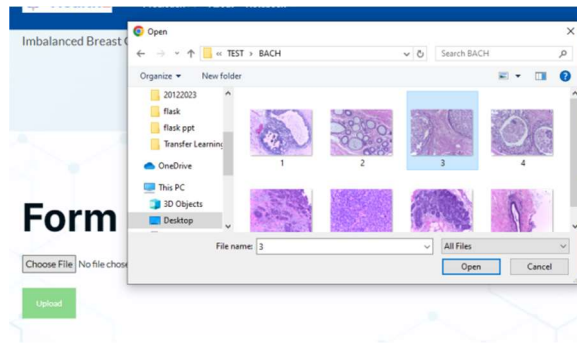 Imbalanced Breast
Open
« TEST › BACH
Search BACH
Organize
New folder
20122023
flask
flask ppt
Transfer Learning
OneDrive
This PC
3D Objects
Desktop
1
2
3
4
File name: 3
All Files
Open
Cancel
Form
Choose File No file chose
Upload